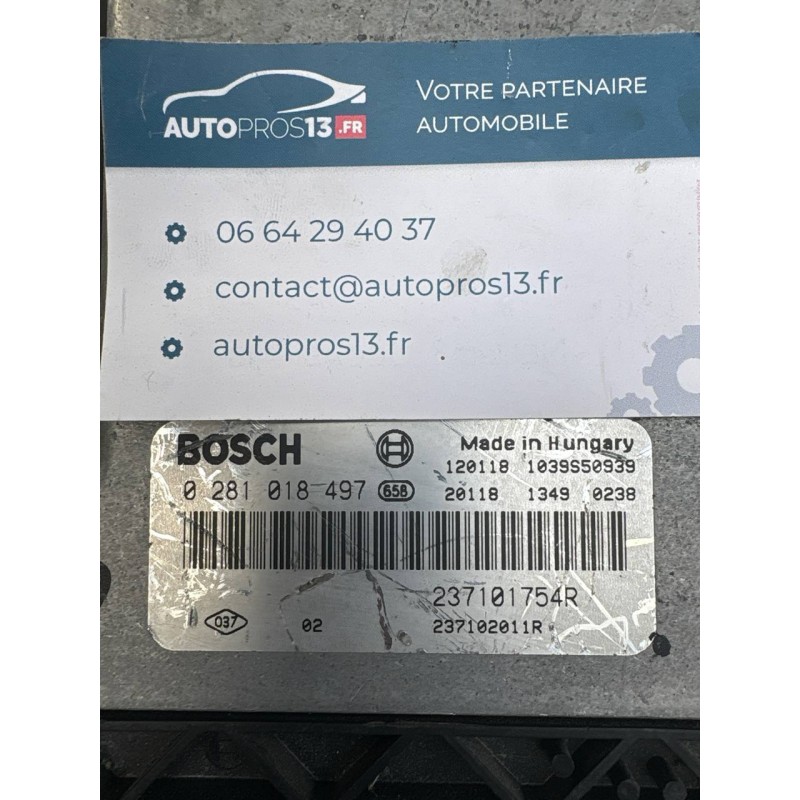 AUTOPROS13.FR
VOTRE PARTENAIRE
AUTOMOBILE
06 64 29 40 37
contact@autopros13.fr
autopros13.fr
BOSCH
Made in Hungary
120118 1039S50939
0 281 018 497 658
20118 1349 0238
237101754R
037 02 237102011R